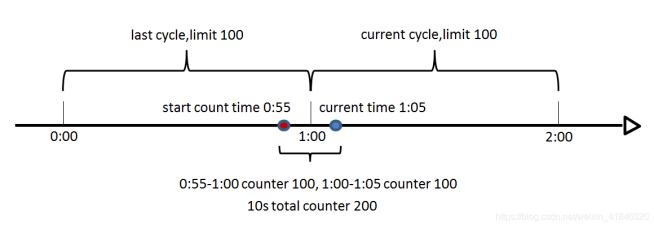 last cycle,limit 100
current cycle,limit 100
start count time 0:55
current time 1:05
0:00
1:00
2:00
0:55-1:00 counter 100, 1:00-1:05 counter 100
10s total counter 200